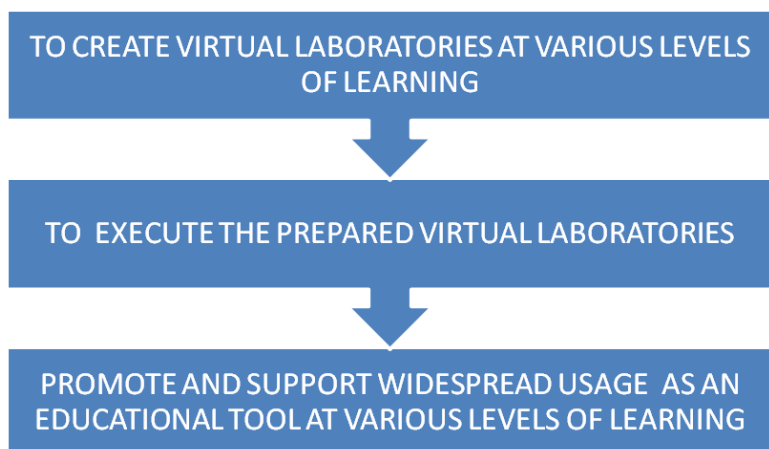 TO CREATE VIRTUAL LABORATORIES AT VARIOUS LEVELS
OF LEARNING
TO EXECUTE THE PREPARED VIRTUAL LABORATORIES
PROMOTE AND SUPPORT WIDESPREAD USAGE AS AN
EDUCATIONAL TOOL AT VARIOUS LEVELS OF LEARNING